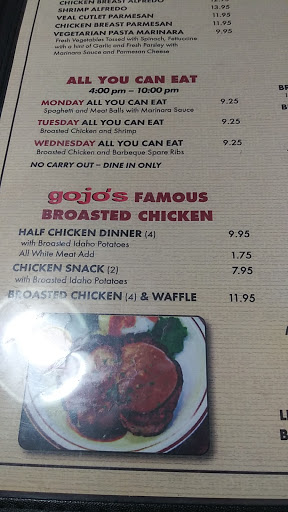 CHICKEN BREAST ALFREDO
SHRIMP ALFREDO 13.95
VEAL CUTLET PARMESAN 11.95
CHICKEN BREAST PARMESAN 11.95
VEGETARIAN PASTA MARINARA 9.95
Fresh Vegetables Tossed with Spinach, Fettuccine
with a hint of Garlic and Fresh Parsley with
Marinara Sauce and Parmesan Cheese
ALL YOU CAN EAT
4:00 pm – 10:00 pm
MONDAY ALL YOU CAN EAT 9.25
Spaghetti and Meat Balls with Marinara Sauce
TUESDAY ALL YOU CAN EAT 9.25
Broasted Chicken and Shrimp
WEDNESDAY ALL YOU CAN EAT 9.25
Broasted Chicken and Barbeque Spare Ribs
NO CARRY OUT – DINE IN ONLY
gojo's FAMOUS
BROASTED CHICKEN
HALF CHICKEN DINNER (4) 9.95
with Broasted Idaho Potatoes
All White Meat Add 1.75
CHICKEN SNACK (2) 7.95
with Broasted Idaho Potatoes
BROASTED CHICKEN (4) & WAFFLE 11.95